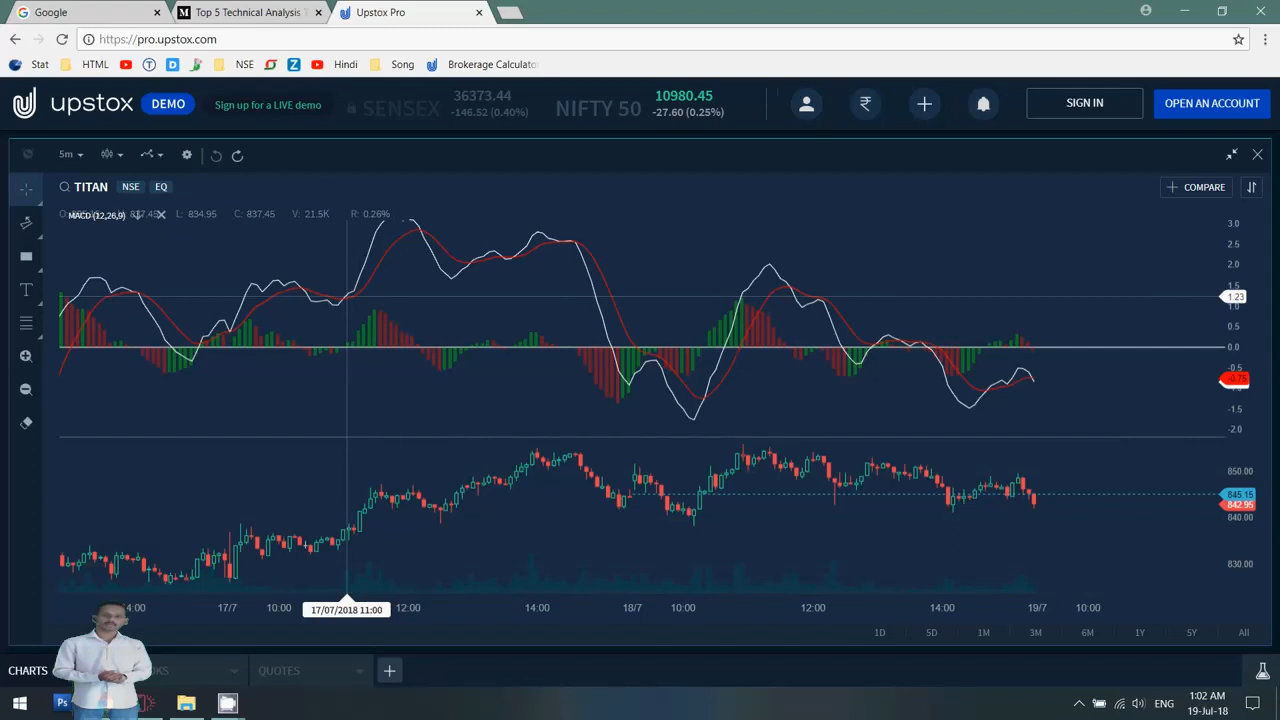 Google
Top 5 Technical Analysis T
Upstox Pro
https://pro.upstox.com
Stat
HTML
NSE
Hindi
Song
Brokerage Calculato
upstox
DEMO
Sign up for a LIVE demo
SENSEX
36373.44
-146.52 (0.40%)
NIFTY 50
10980.45
-27.60 (0.25%)
SIGN IN
OPEN AN ACCOUNT
5m
TITAN
NSE
EQ
COMPARE
MACD (12,26,9)
L: 834.95
C: 837.45
V: 21.5K
R: 0.26%
3.0
2.5
2.0
1.5
1.23
1.0
0.5
0.0
-0.5
-0.75
-1.5
-2.0
850.00
845.15
842.95
840.00
830.00
17/7
10:00
17/07/2018 11:00
12:00
14:00
18/7
10:00
12:00
14:00
19/7
10:00
1D
5D
1M
3M
6M
1Y
5Y
All
CHARTS
QUOTES
Ps
ENG
1:02 AM
19-Jul-18